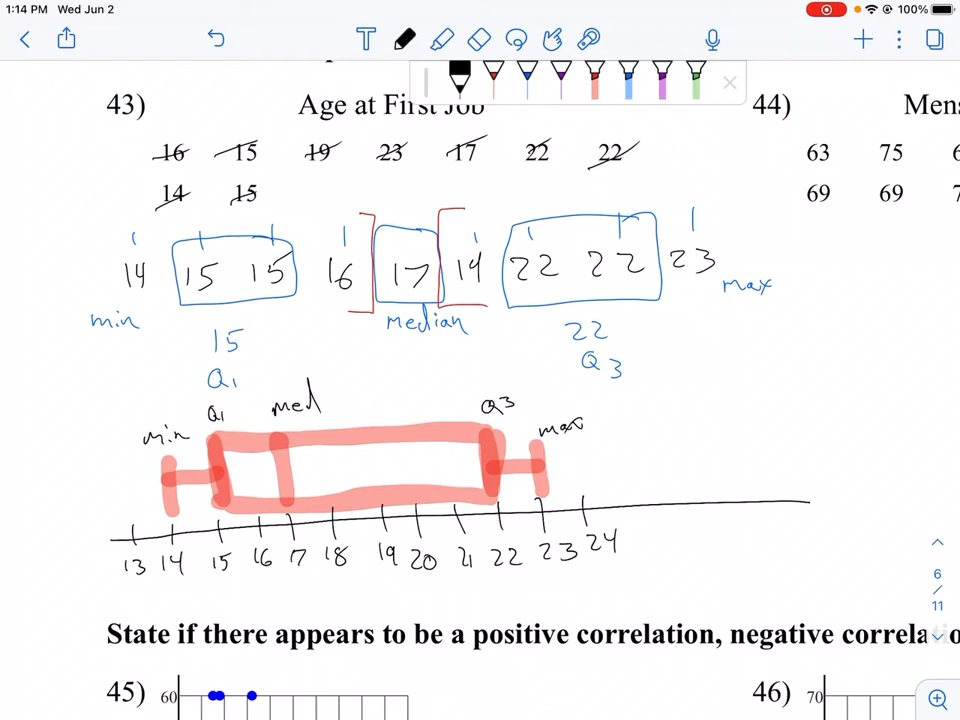 1:14 PM Wed Jun 2 100%
43) Age at First Job 44) Mens
16 15 19 23 17 22 22 63 75 6
14 15 69 69 7
14 15 15 16 17 19 22 22 23
min median max
15 22
Q1 Q3
min Q1 med Q3 max
13 14 15 16 17 18 19 20 21 22 23 24
6
/
11
State if there appears to be a positive correlation, negative correlatio
45) 60 46) 70